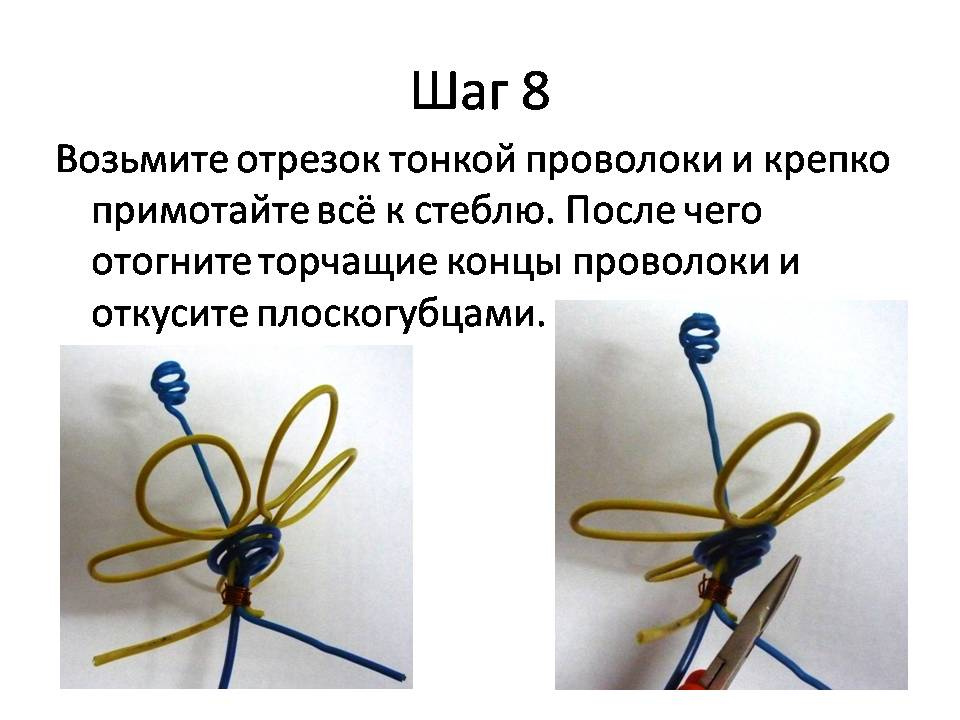 Шаг 8
Возьмите отрезок тонкой проволоки и крепко
примотайте всё к стеблю. После чего
отогните торчащие концы проволоки и
откусите плоскогубцами.